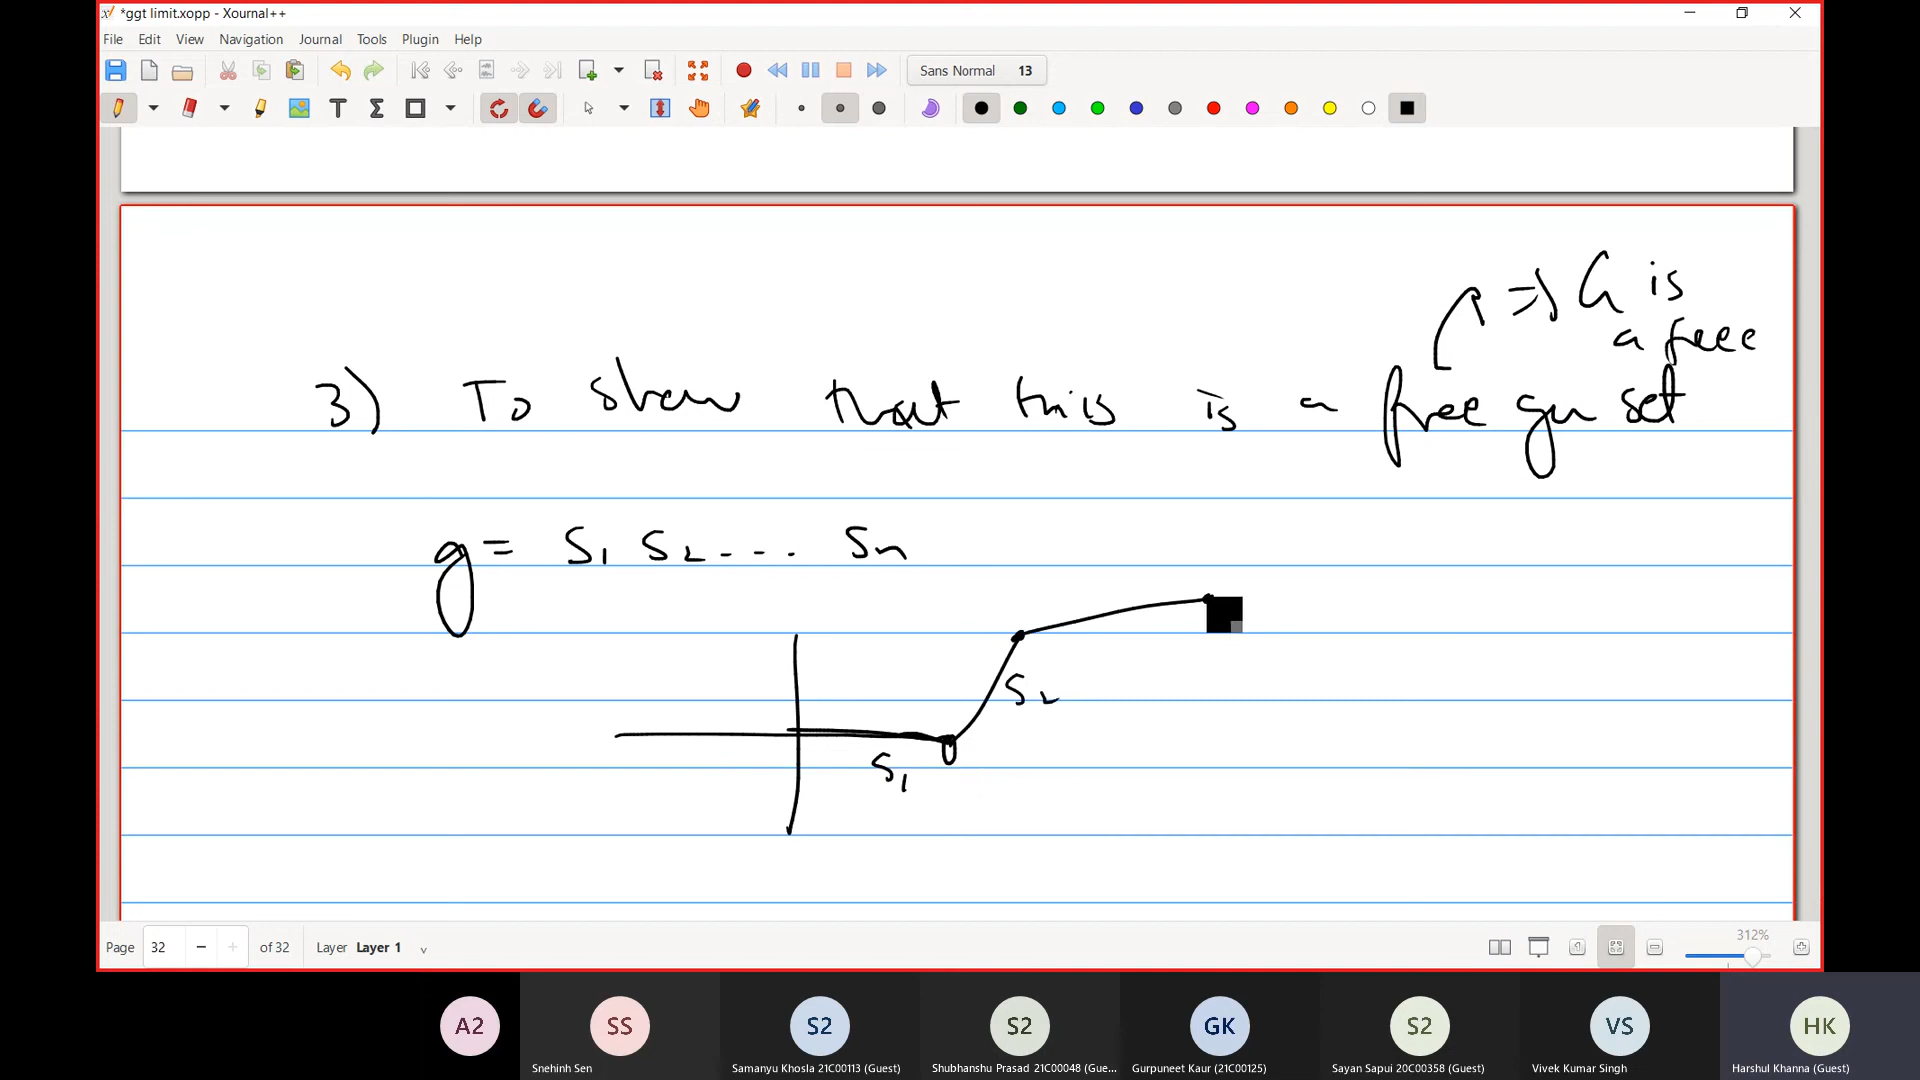 *ggt limit.xopp - Xournal++
File Edit View Navigation Journal Tools Plugin Help
Sans Normal 13
=> G is
a free
3) To show that this is a free gen set
g = S1 S2 - - - . Sn
S2
S1
Page 32 of 32 Layer Layer 1
312%
A2 SS S2 S2 GK S2 VS HK
Snehinh Sen Samanyu Khosla 21C00113 (Guest) Shubhanshu Prasad 21C00048 (Gue... Gurpuneet Kaur (21C00125) Sayan Sapui 20C00358 (Guest) Vivek Kumar Singh Harshul Khanna (Guest)